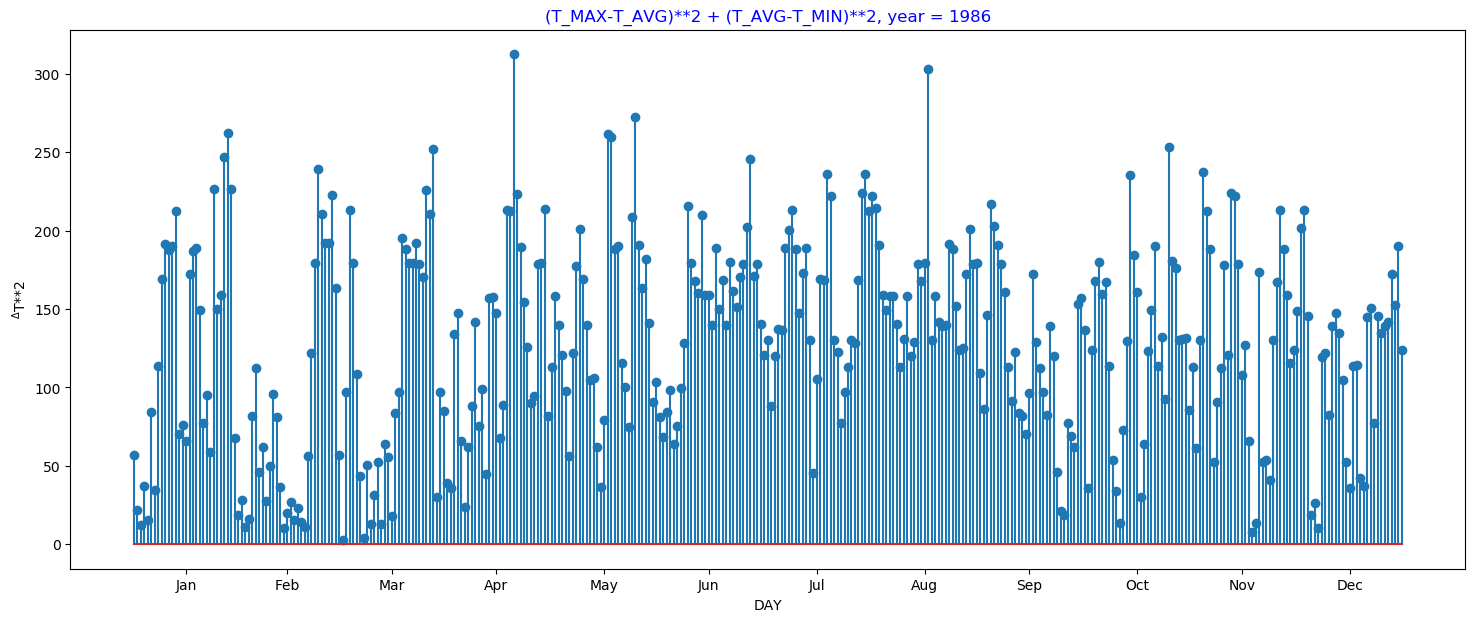 (T_MAX-T_AVG)**2 + (T_AVG-T_MIN)**2, year = 1986
300
250
200
150
100
50
0
ΔT**2
Jan Feb Mar Apr May Jun Jul Aug Sep Oct Nov Dec
DAY